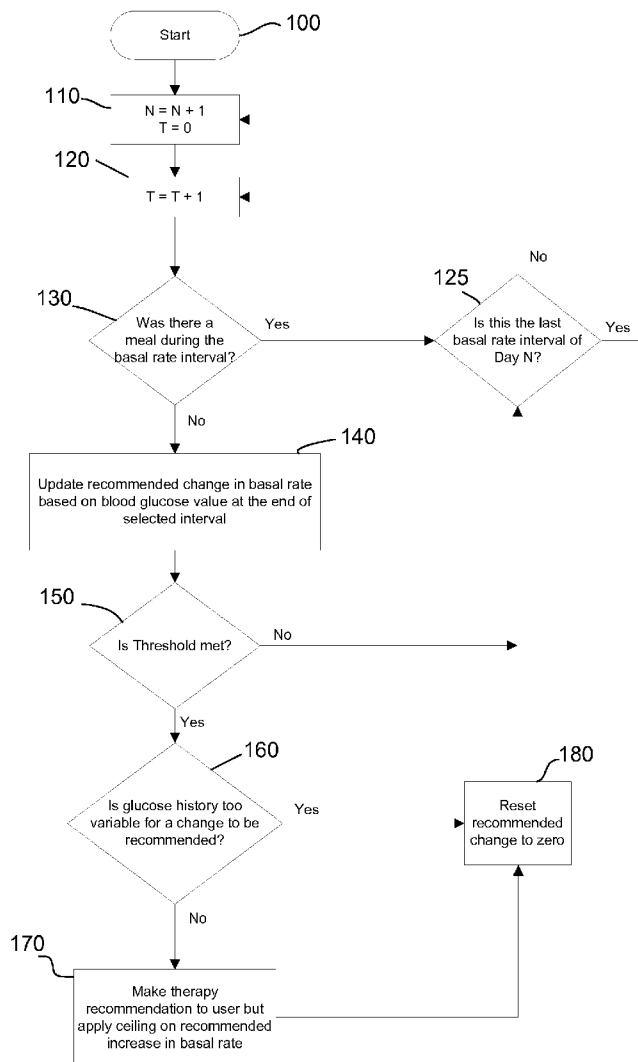 Start
100
110
N = N + 1
T = 0
120
T = T + 1
No
125
130
Was there a
meal during the
basal rate interval?
Yes
Is this the last
basal rate interval of
Day N?
Yes
No
140
Update recommended change in basal rate
based on blood glucose value at the end of
selected interval
150
Is Threshold met?
No
Yes
160
180
Is glucose history too
variable for a change to be
recommended?
Yes
Reset
recommended
change to zero
No
170
Make therapy
recommendation to user but
apply ceiling on recommended
increase in basal rate